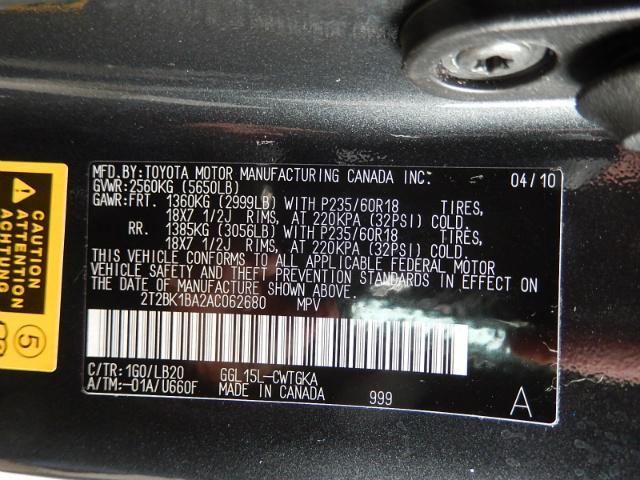 MFD.BY:TOYOTA MOTOR MANUFACTURING CANADA INC. 04/10
GVWR:2560KG (5650LB)
GAWR:FRT. 1360KG (2999LB) WITH P235/60R18 TIRES,
18X7 1/2J RIMS, AT 220KPA (32PSI) COLD
RR. 1385KG (3056LB) WITH P235/60R18 TIRES,
18X7 1/2J RIMS, AT 220KPA (32PSI) COLD
THIS VEHICLE CONFORMS TO ALL APPLICABLE FEDERAL MOTOR
VEHICLE SAFETY AND THEFT PREVENTION STANDARDS IN EFFECT ON
THE DATE OF MANUFACTURE SHOWN ABOVE.
2T2BK1BA2AC062680 MPV
C/TR:1G0/LB20 GGL15L-CWTGKA
A/TM:-01A/U660F MADE IN CANADA 999 A
CAUTION
ATTENTION
ACHTUNG
5